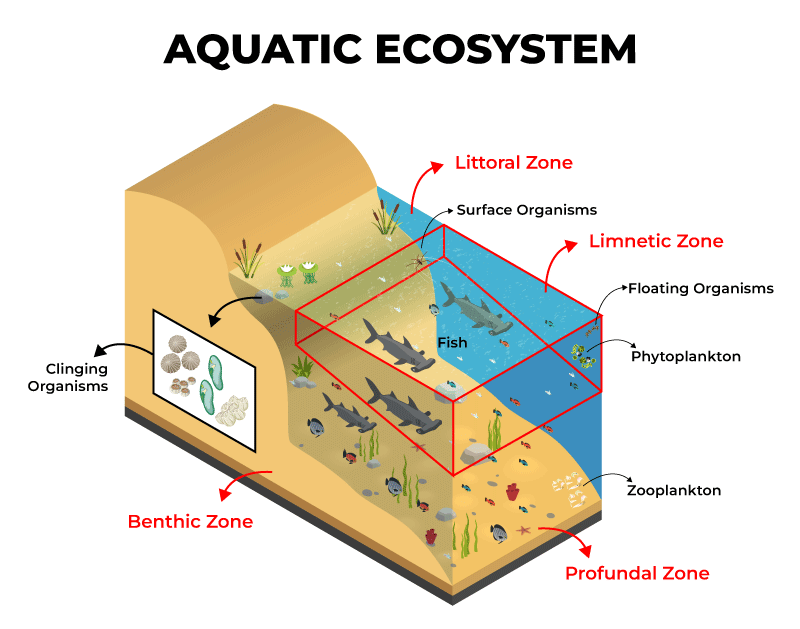 AQUATIC ECOSYSTEM
Littoral Zone
Surface Organisms
Limnetic Zone
Floating Organisms
Fish
Phytoplankton
Clinging
Organisms
Zooplankton
Benthic Zone
Profundal Zone